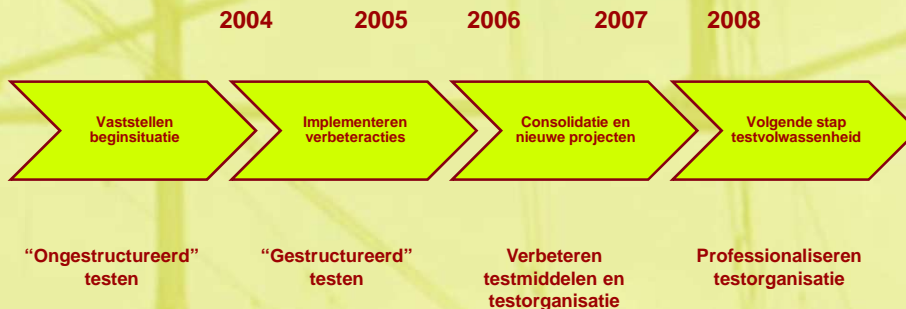 2004 2005 2006 2007 2008
Vaststellen
beginsituatie
Implementeren
verbeteracties
Consolidatie en
nieuwe projecten
Volgende stap
testvolwassenheid
“Ongestructureerd”
testen
“Gestructureerd”
testen
Verbeteren
testmiddelen en
testorganisatie
Professionaliseren
testorganisatie